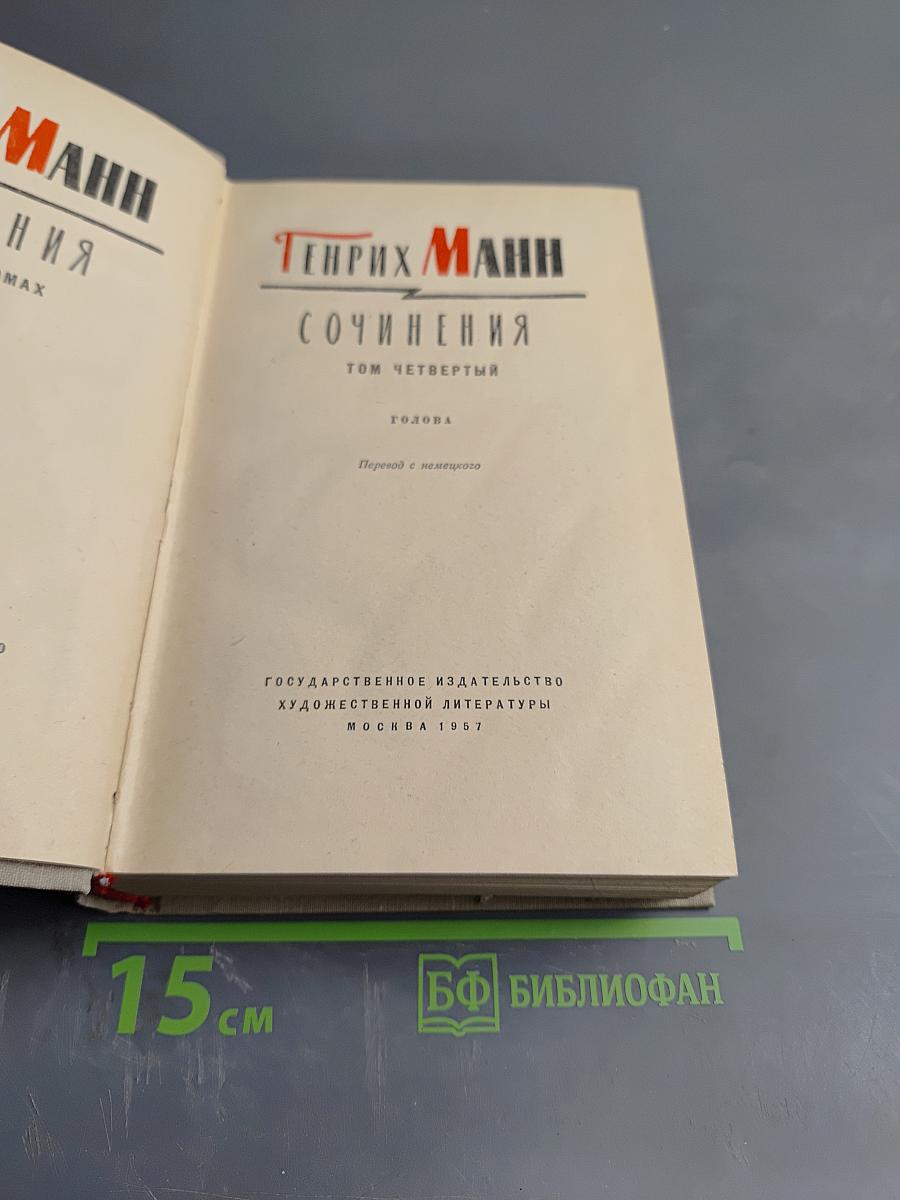 МАНН
НИЯ
ОМАХ
ГЕНРИХ МАНН
СОЧИНЕНИЯ
ТОМ ЧЕТВЕРТЫЙ
ГОЛОВА
Перевод с немецкого
ГОСУДАРСТВЕННОЕ ИЗДАТЕЛЬСТВО
ХУДОЖЕСТВЕННОЙ ЛИТЕРАТУРЫ
МОСКВА 1957
15 см
БФ БИБЛИОФАН